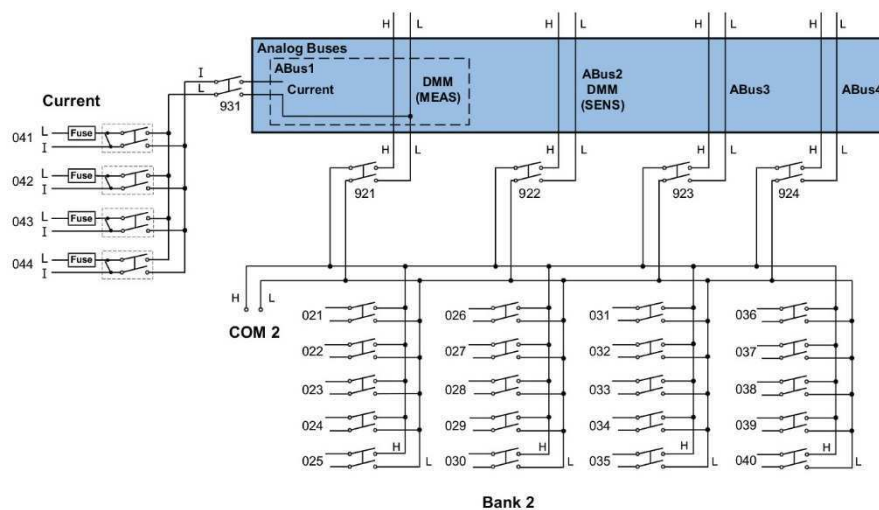 H L H L H L H L
Analog Buses
ABus1
I
Current
DMM
(MEAS)
ABus2
DMM
(SENS)
ABus3
ABus4
L
931
Current
041 L Fuse
I
042 L Fuse
I
043 L Fuse
I
044 L Fuse
I
H L H L H L H L
921 922 923 924
H L
COM 2
021 026 031 036
022 027 032 037
023 028 033 038
024 029 034 039
H H H H
025 L 030 L 035 L 040 L
Bank 2